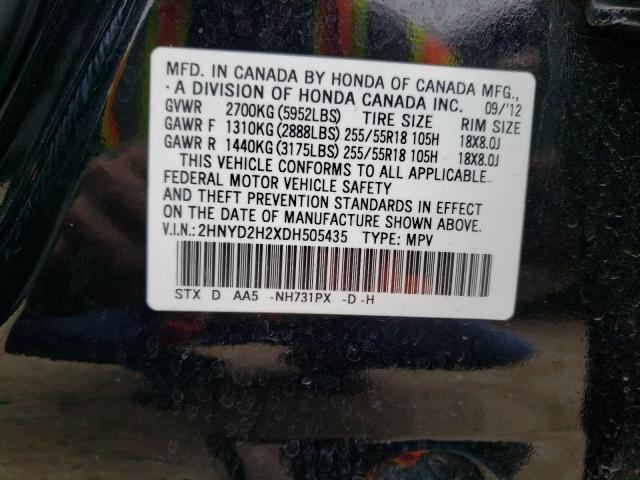 MFD. IN CANADA BY HONDA OF CANADA MFG.,
A DIVISION OF HONDA CANADA INC. 09/'12
GVWR 2700KG (5952LBS) TIRE SIZE RIM SIZE
GAWR F 1310KG (2888LBS) 255/55R18 105H 18X8.0J
GAWR R 1440KG (3175LBS) 255/55R18 105H 18X8.0J
THIS VEHICLE CONFORMS TO ALL APPLICABLE
FEDERAL MOTOR VEHICLE SAFETY
AND THEFT PREVENTION STANDARDS IN EFFECT
ON THE DATE OF MANUFACTURE SHOWN ABOVE.
V.I.N.: 2HNYD2H2XDH505435 TYPE: MPV
STX D AA5 -NH731PX -D -H